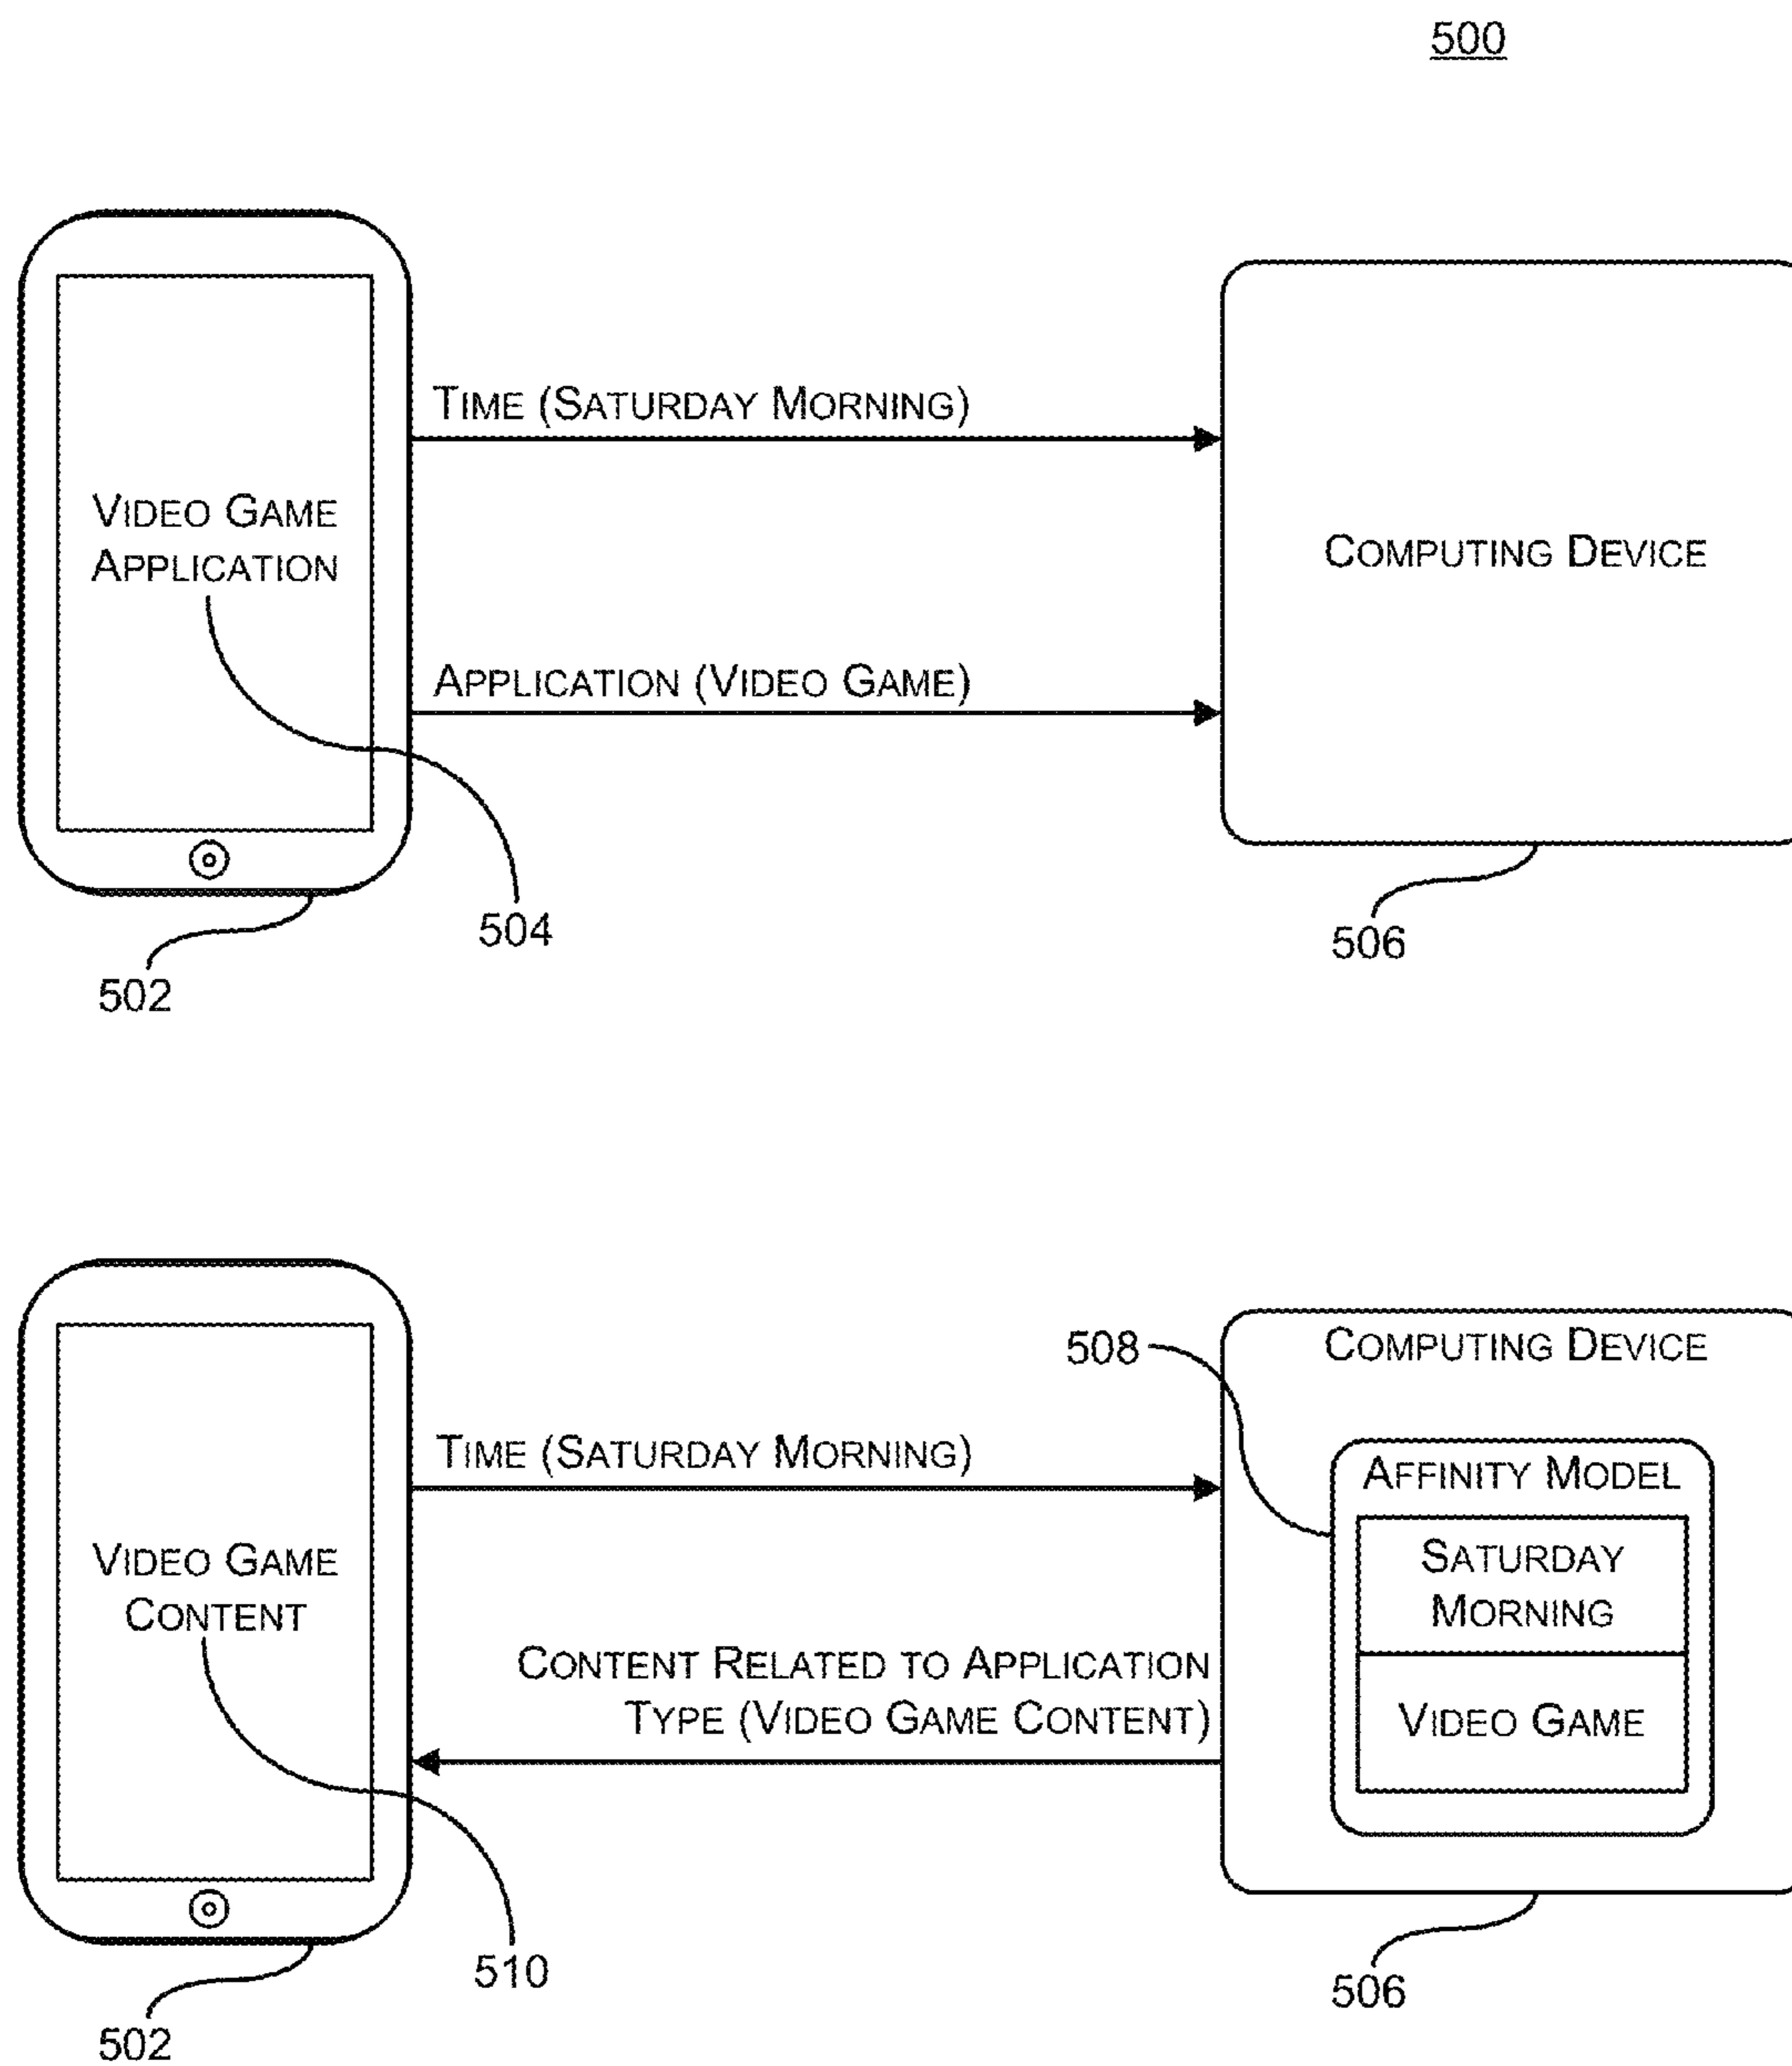 500
TIME (SATURDAY MORNING)
VIDEO GAME
APPLICATION
COMPUTING DEVICE
APPLICATION (VIDEO GAME)
504
506
502
508
COMPUTING DEVICE
TIME (SATURDAY MORNING)
AFFINITY MODEL
SATURDAY
MORNING
VIDEO GAME
CONTENT
CONTENT RELATED TO APPLICATION
TYPE (VIDEO GAME CONTENT)
VIDEO GAME
510
506
502